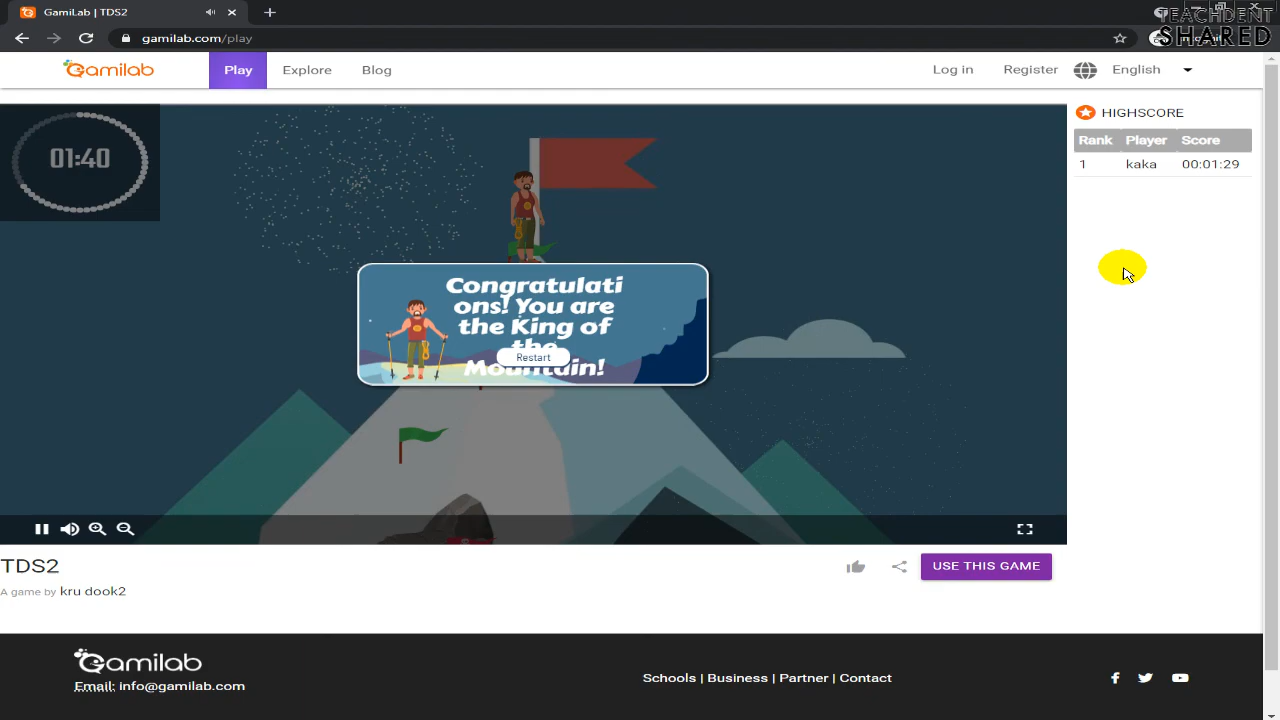 GamiLab | TDS2
TEACHDENT
SHARED
gamilab.com/play
Gamilab
Play
Explore
Blog
Log in
Register
English
01:40
HIGHSCORE
Rank Player Score
1 kaka 00:01:29
Congratulati
ons! You are
the King of
the
Mountain!
Restart
TDS2
USE THIS GAME
A game by kru dook2
Gamilab
Email: info@gamilab.com
Schools | Business | Partner | Contact